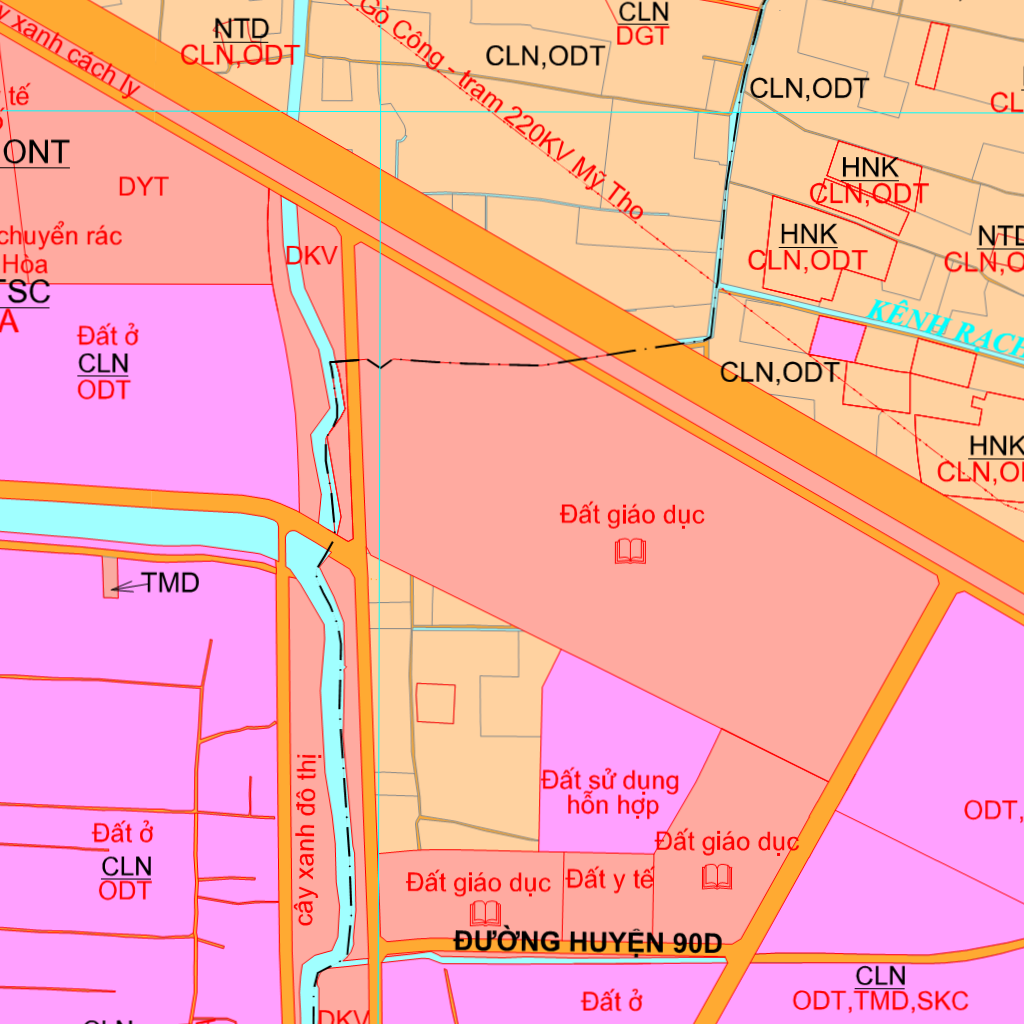 NTD
CLN,ODT
Gò Công - trạm 220KV Mỹ Tho
CLN
DGT
CLN,ODT
CLN,ODT
xanh cách ly
tế
ONT
DYT
HNK
CLN,ODT
chuyển rác
Hòa
TSC
A
DKV
HNK
CLN,ODT
NTD
KÊNH RẠCH
Đất ở
CLN
ODT
CLN,ODT
HNK
Đất giáo dục
TMD
Đất sử dụng
hỗn hợp
cây xanh đô thị
ODT,
Đất ở
CLN
ODT
Đất giáo dục
Đất giáo dục
Đất y tế
ĐƯỜNG HUYỆN 90D
CLN
ODT,TMD,SKC
Đất ở
DKV